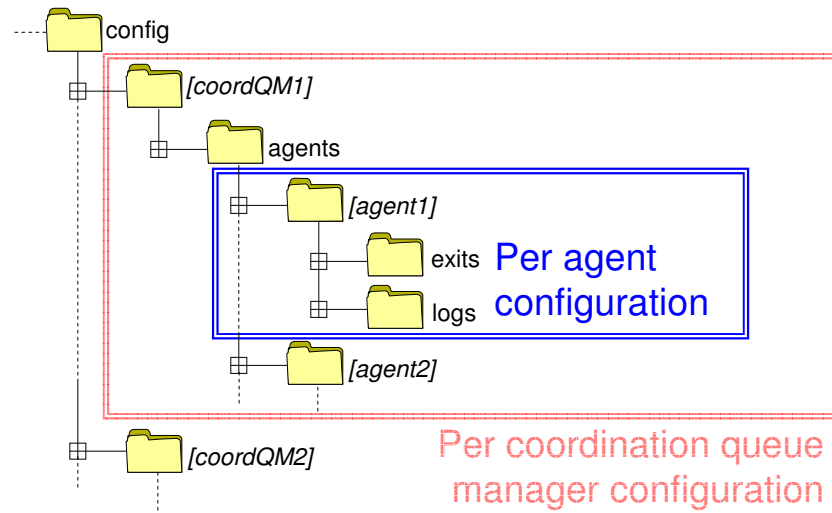 config
[coordQM1]
agents
[agent1]
exits
logs
Per agent
configuration
[agent2]
[coordQM2]
Per coordination queue
manager configuration